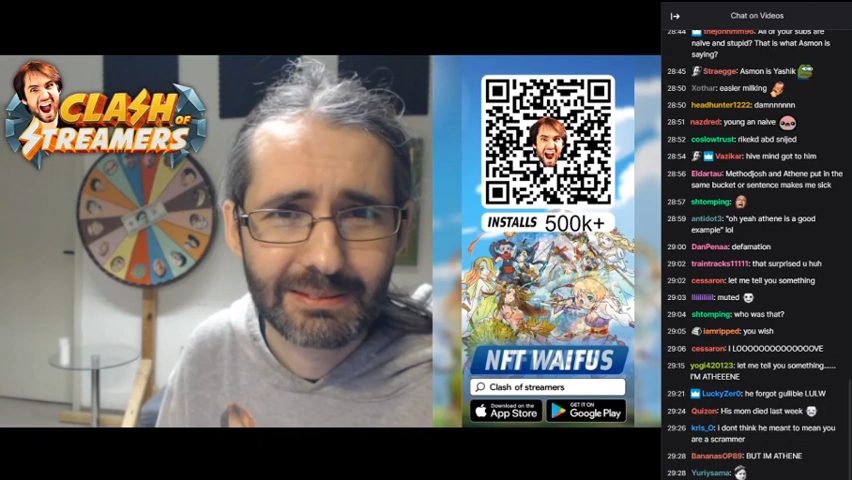 CLASH OF
STREAMERS
INSTALLS 500k+
NFT WAIFUS
Clash of streamers
Download on the
App Store
GET IT ON
Google Play
Chat on Videos
28:44 thejohnmm96: All of your subs are
naive and stupid? That is what Asmon is
saying?
28:45 Straegge: Asmon is Yashik
28:50 Xothar: easier milking
28:50 headhunter1222: damnnnnnn
28:51 nazdred: young an naive
28:52 coslowtrust: rlkekd abd snljed
28:54 Vazikar: hive mind got to him
28:56 Eldartau: Methodjosh and Athene put in the
same bucket or sentence makes me sick
28:57 shtomping:
28:59 antidot3: "oh yeah athene is a good
example" lol
29:00 DanPenaa: defamation
29:02 traintracks11111: that surprised u huh
29:02 cessaron: let me tell you something
29:03 muted
29:04 shtomping: who was that?
29:05 iamripped: you wish
29:06 cessaron: I LOOOOOOOOOOOOOVE
29:15 yogi420123: let me tell you something......
I'M ATHEEENE
29:21 LuckyZer0: he forgot gullible LULW
29:24 Quizon: His mom died last week
29:26 kris_O: i dont think he meant to mean you
are a scrammer
29:28 BananasOP89: BUT IM ATHENE
29:28 Yuriysama: